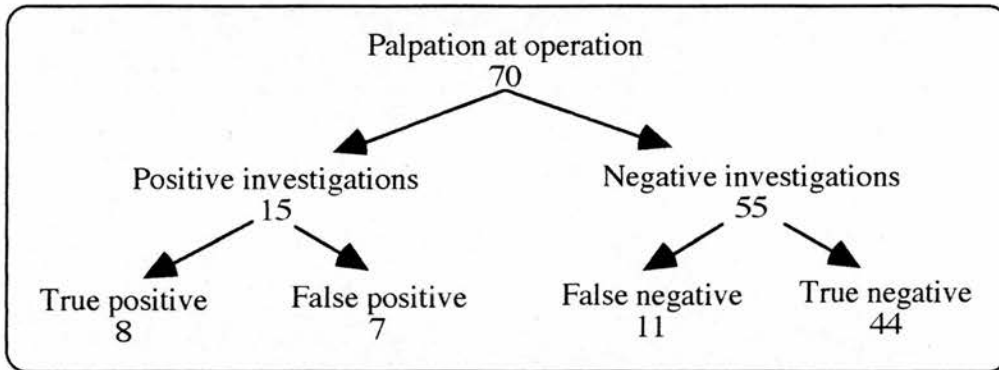 Palpation at operation
70
Positive investigations
15
Negative investigations
55
True positive
8
False positive
7
False negative
11
True negative
44